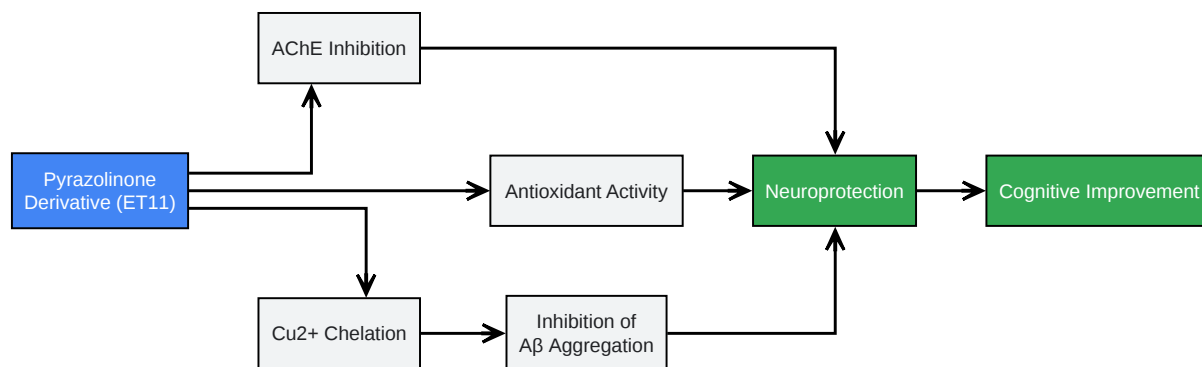 AChE Inhibition
Pyrazolinone
Derivative (ET11)
Antioxidant Activity
Neuroprotection
Cognitive Improvement
Cu2+ Chelation
Inhibition of
Aβ Aggregation